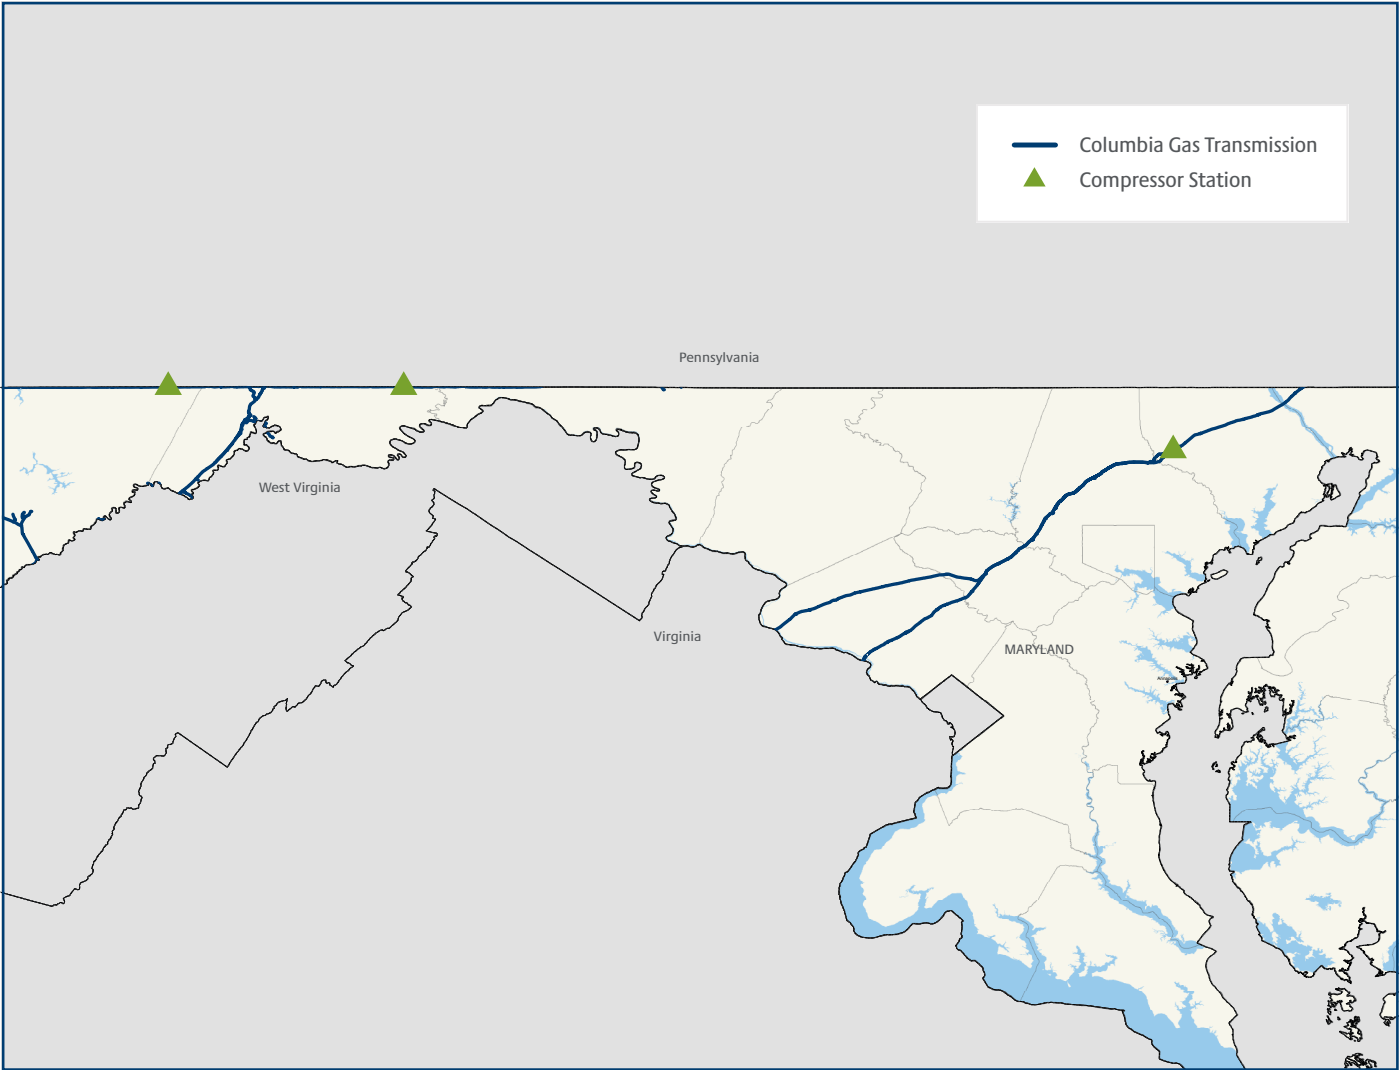 Columbia Gas Transmission
Compressor Station
Pennsylvania
West Virginia
Virginia
MARYLAND